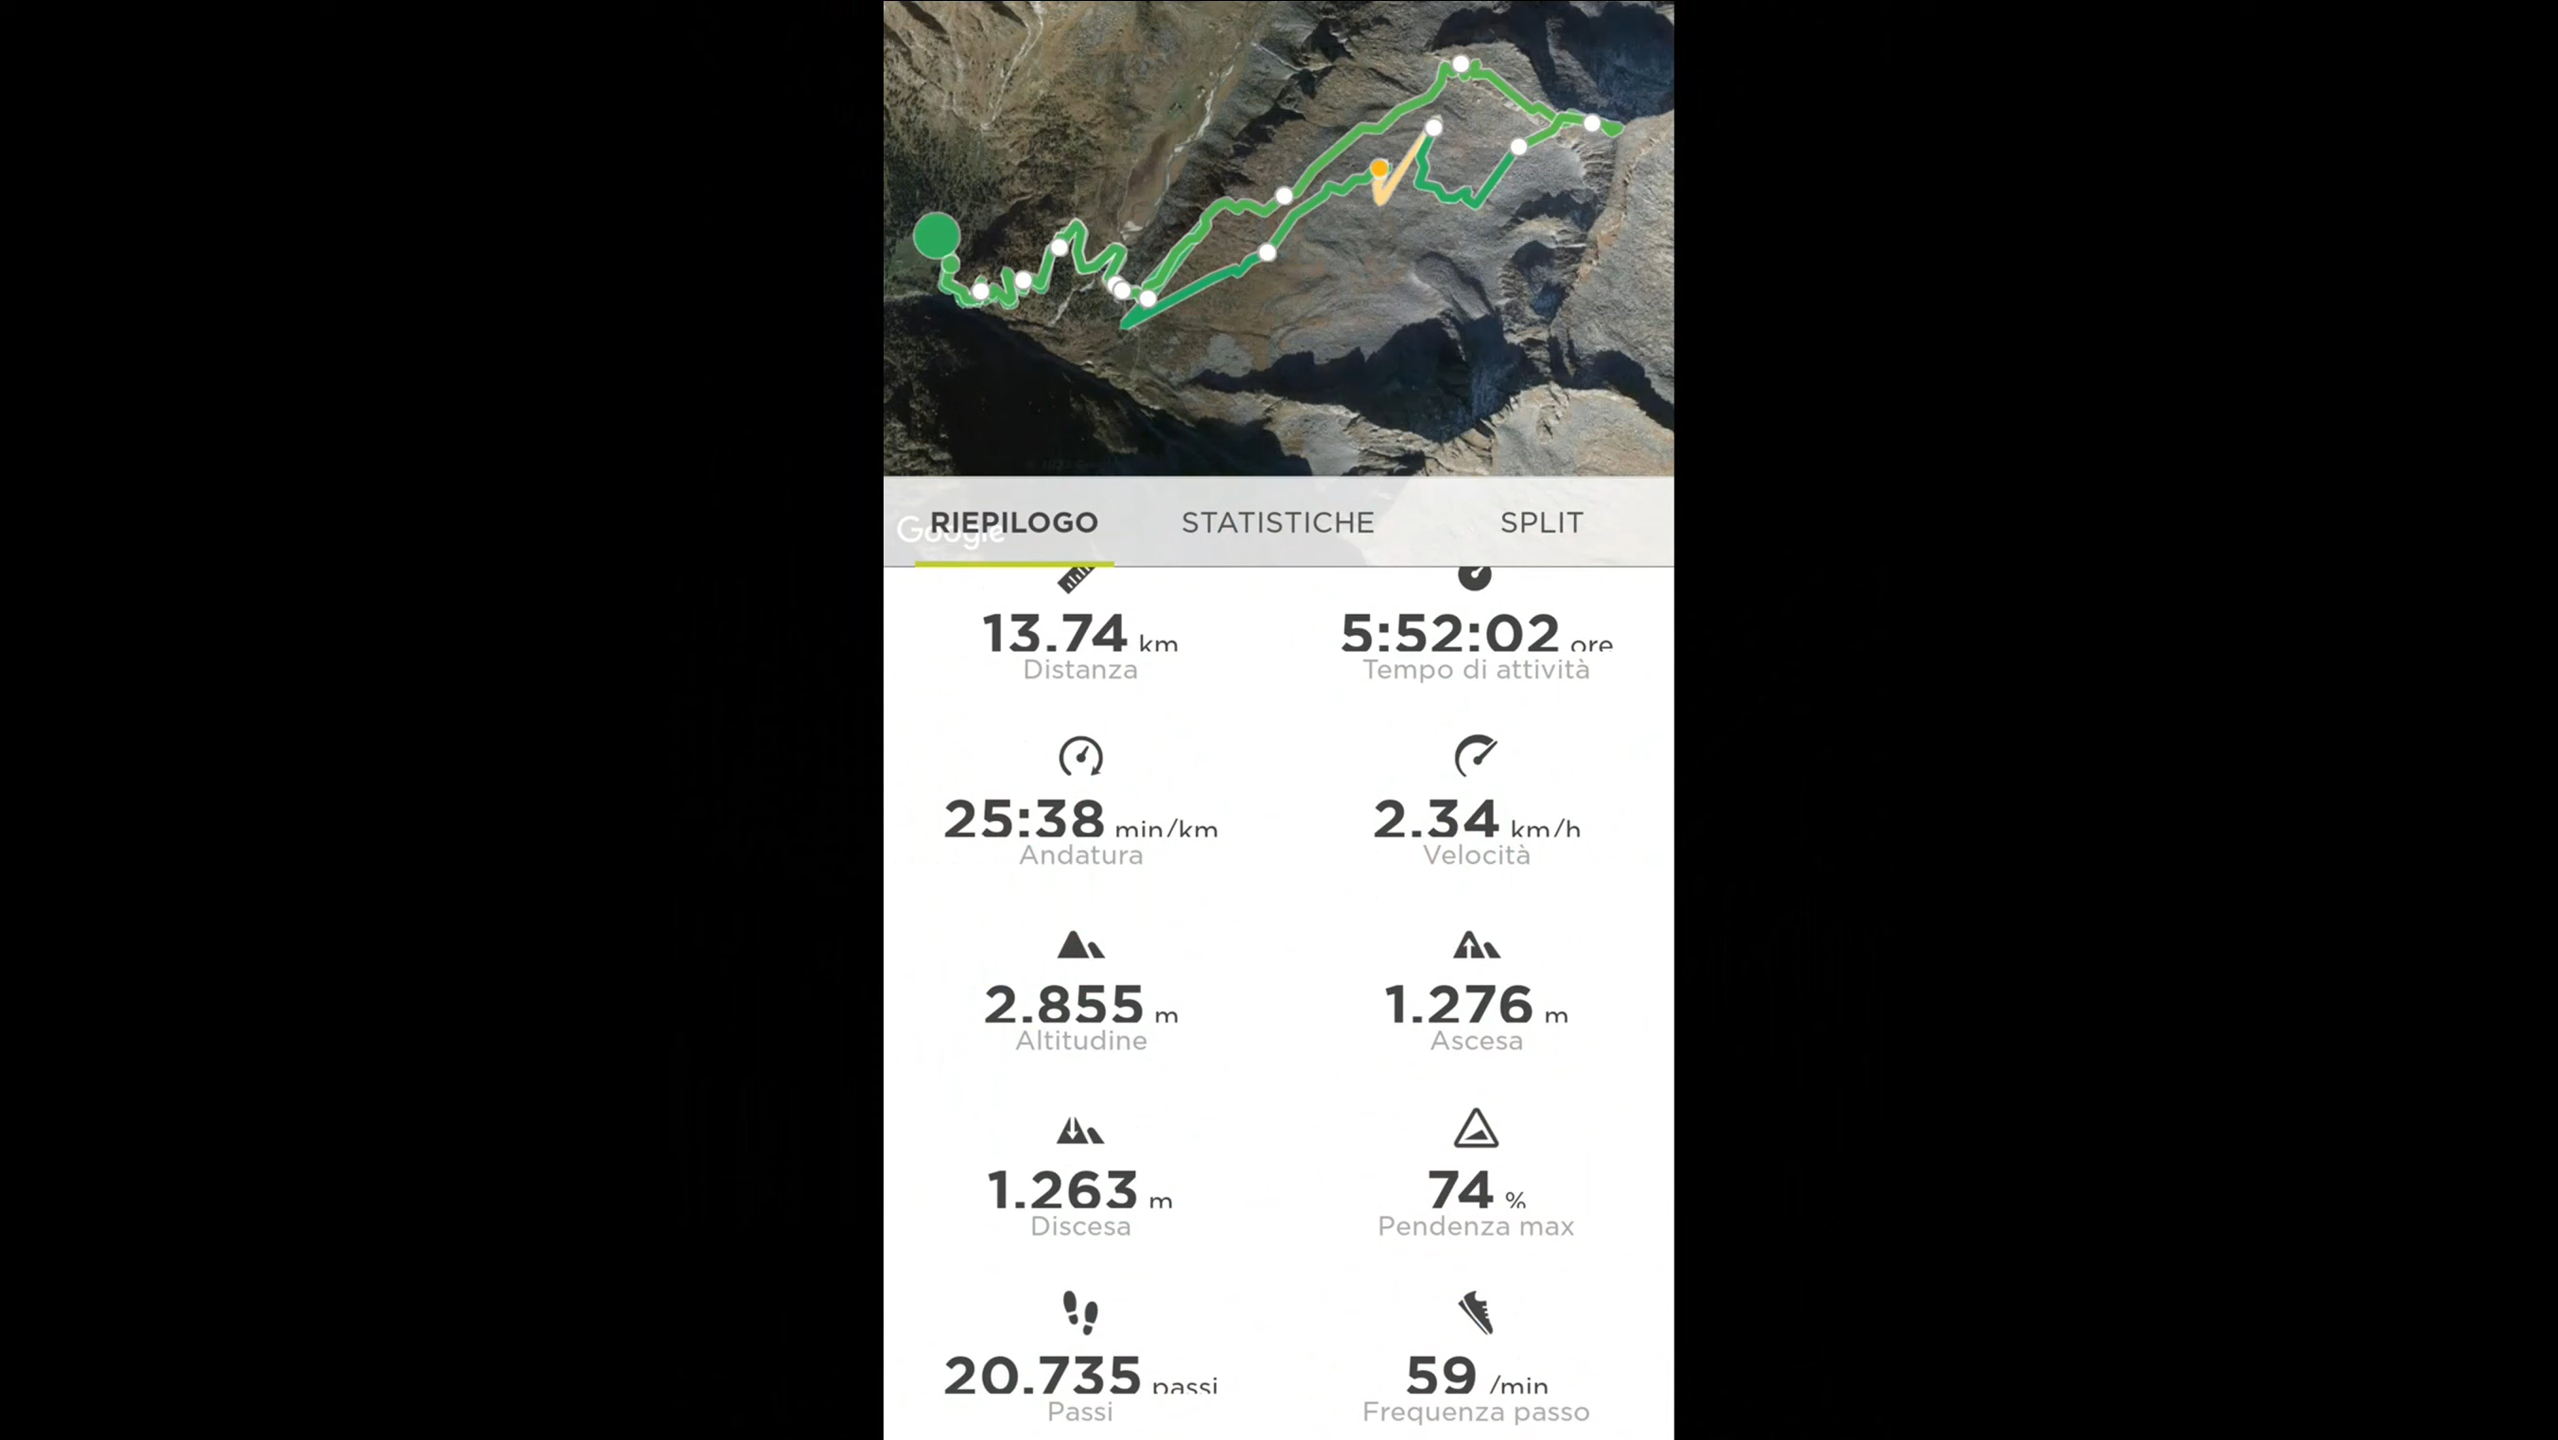 RIEPILOGO STATISTICHE SPLIT
Google
13.74 km 5:52:02 ore
Distanza Tempo di attività
25:38 min/km 2.34 km/h
Andatura Velocità
2.855 m 1.276 m
Altitudine Ascesa
1.263 m 74 %
Discesa Pendenza max
20.735 passi 59 /min
Passi Frequenza passo